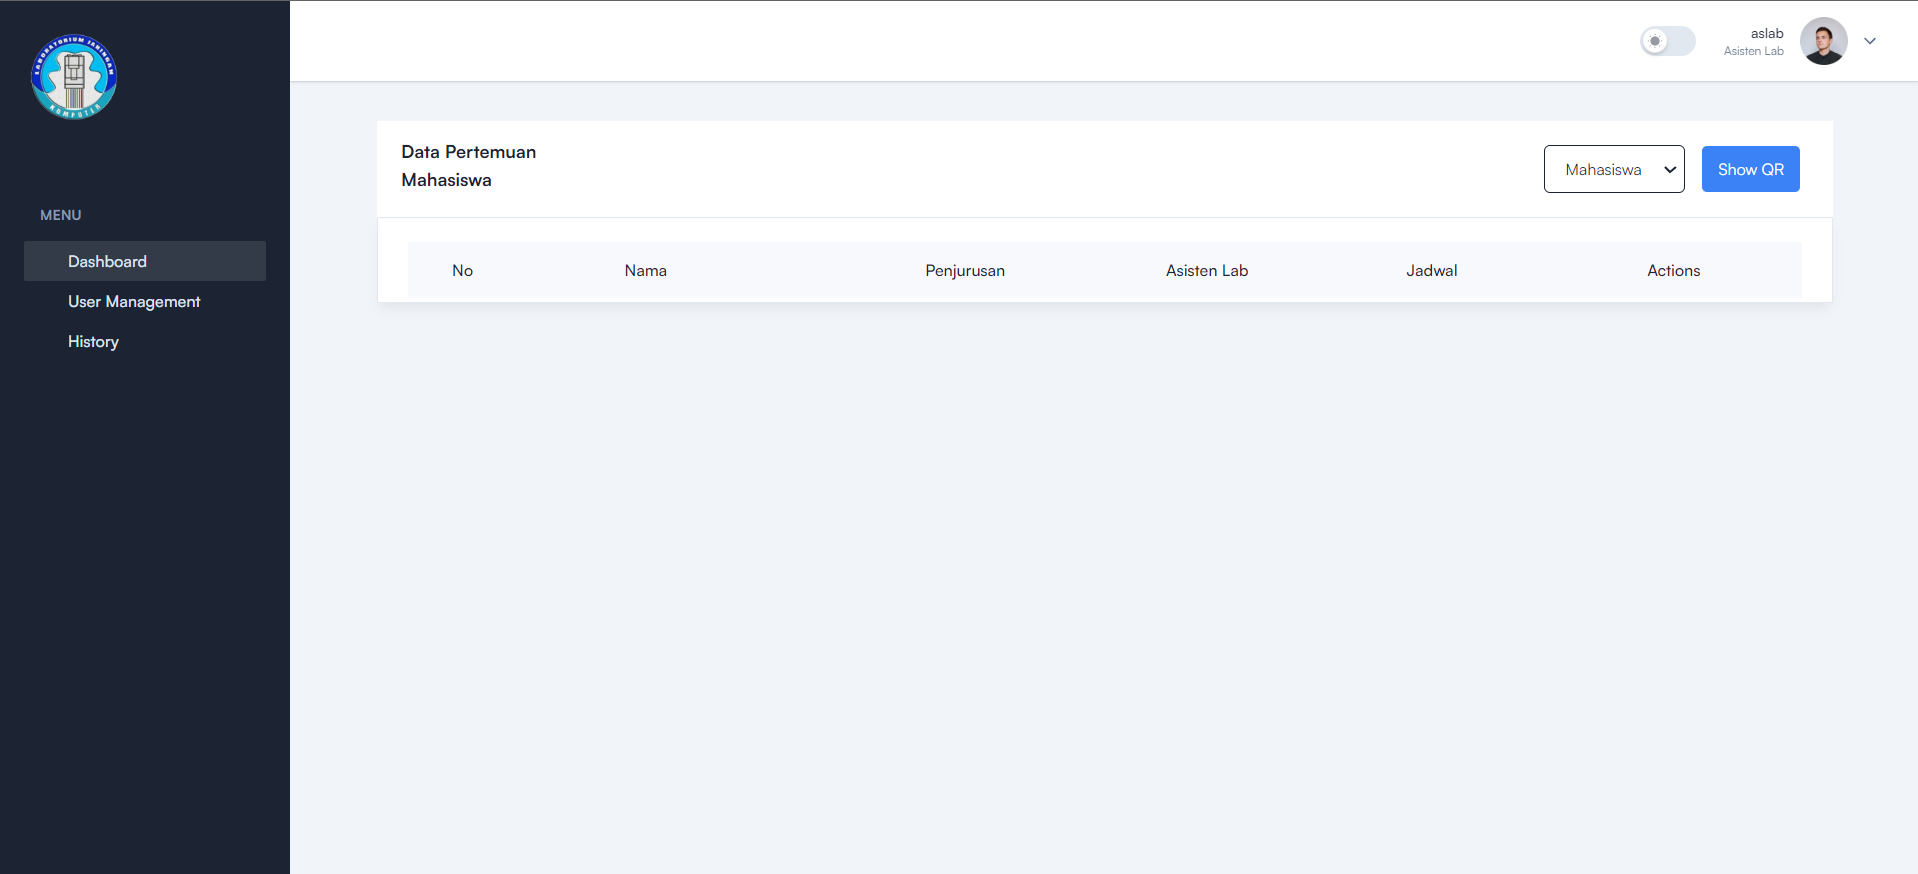 LABORATORIUM JARINGAN
KOMPUTER
MENU
Dashboard
User Management
History
aslab
Asisten Lab
Data Pertemuan
Mahasiswa
Mahasiswa
Show QR
No Nama Penjurusan Asisten Lab Jadwal Actions